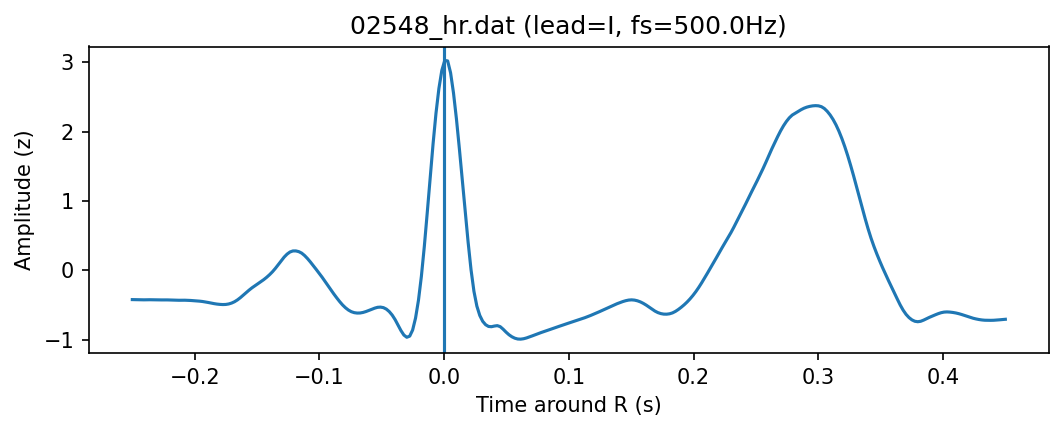 02548_hr.dat (lead=I, fs=500.0Hz)
Amplitude (z)
3
2
1
0
−1
−0.2 −0.1 0.0 0.1 0.2 0.3 0.4
Time around R (s)